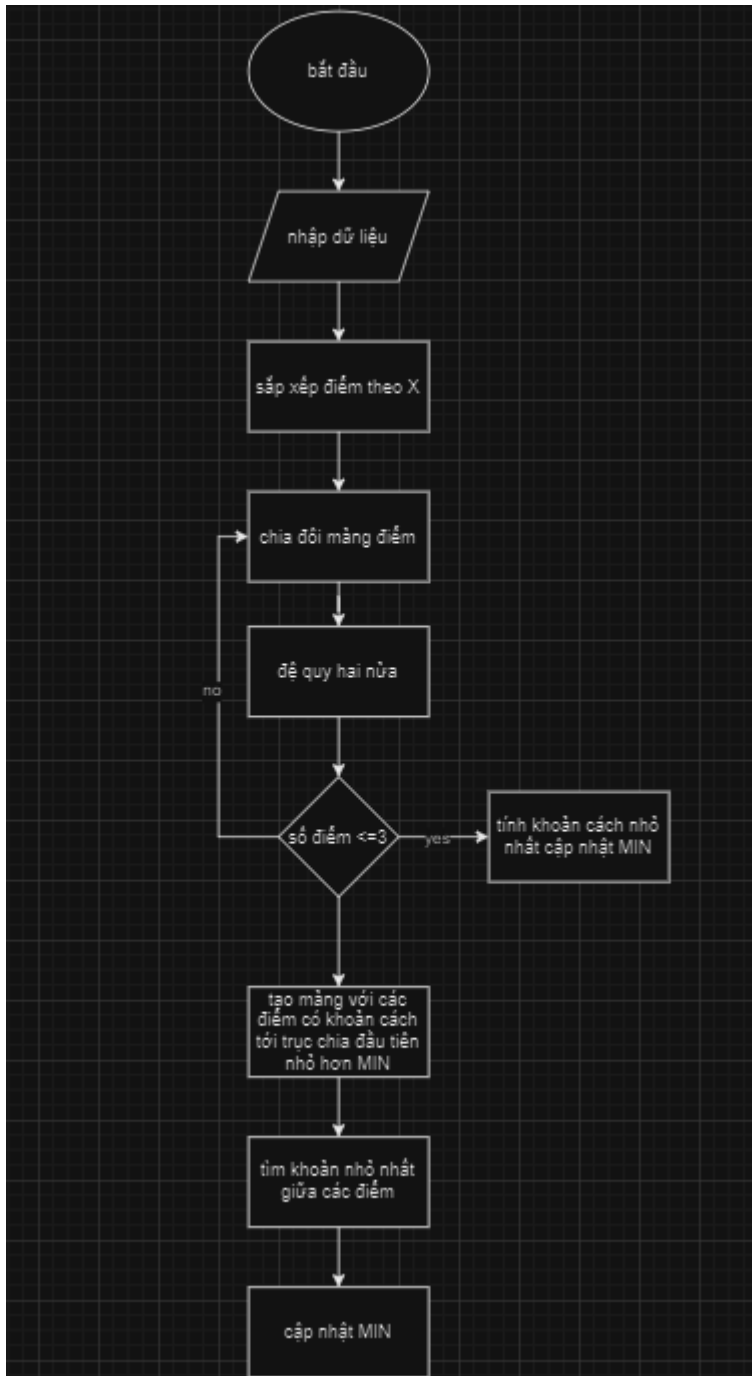 bắt đầu
nhập dữ liệu
sắp xếp điểm theo X
chia đôi mảng điểm
đệ quy hai nửa
no
số điểm <=3
yes
tính khoản cách nhỏ
nhất cập nhật MIN
tạo mảng với các
điểm có khoản cách
tới trục chia đầu tiên
nhỏ hơn MIN
tìm khoản nhỏ nhất
giữa các điểm
cập nhật MIN